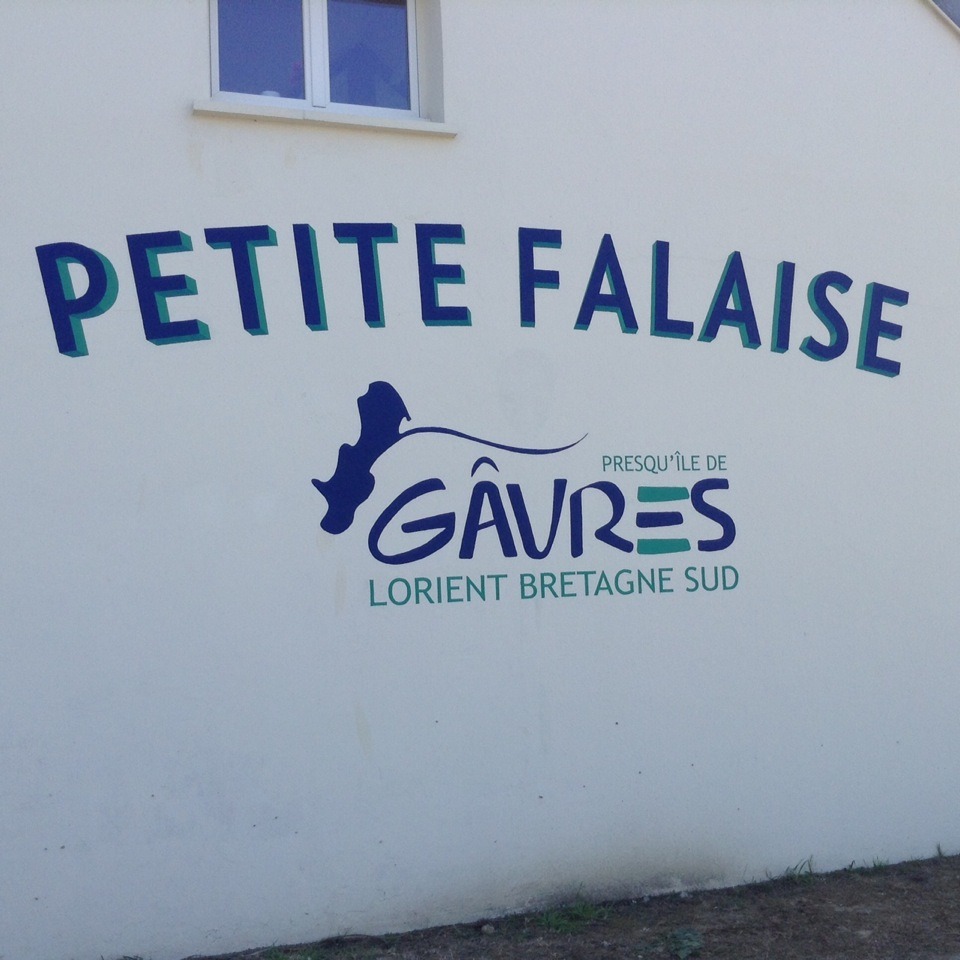 PETITE FALAISE
PRESQU'ÎLE DE
GÂVRES
LORIENT BRETAGNE SUD